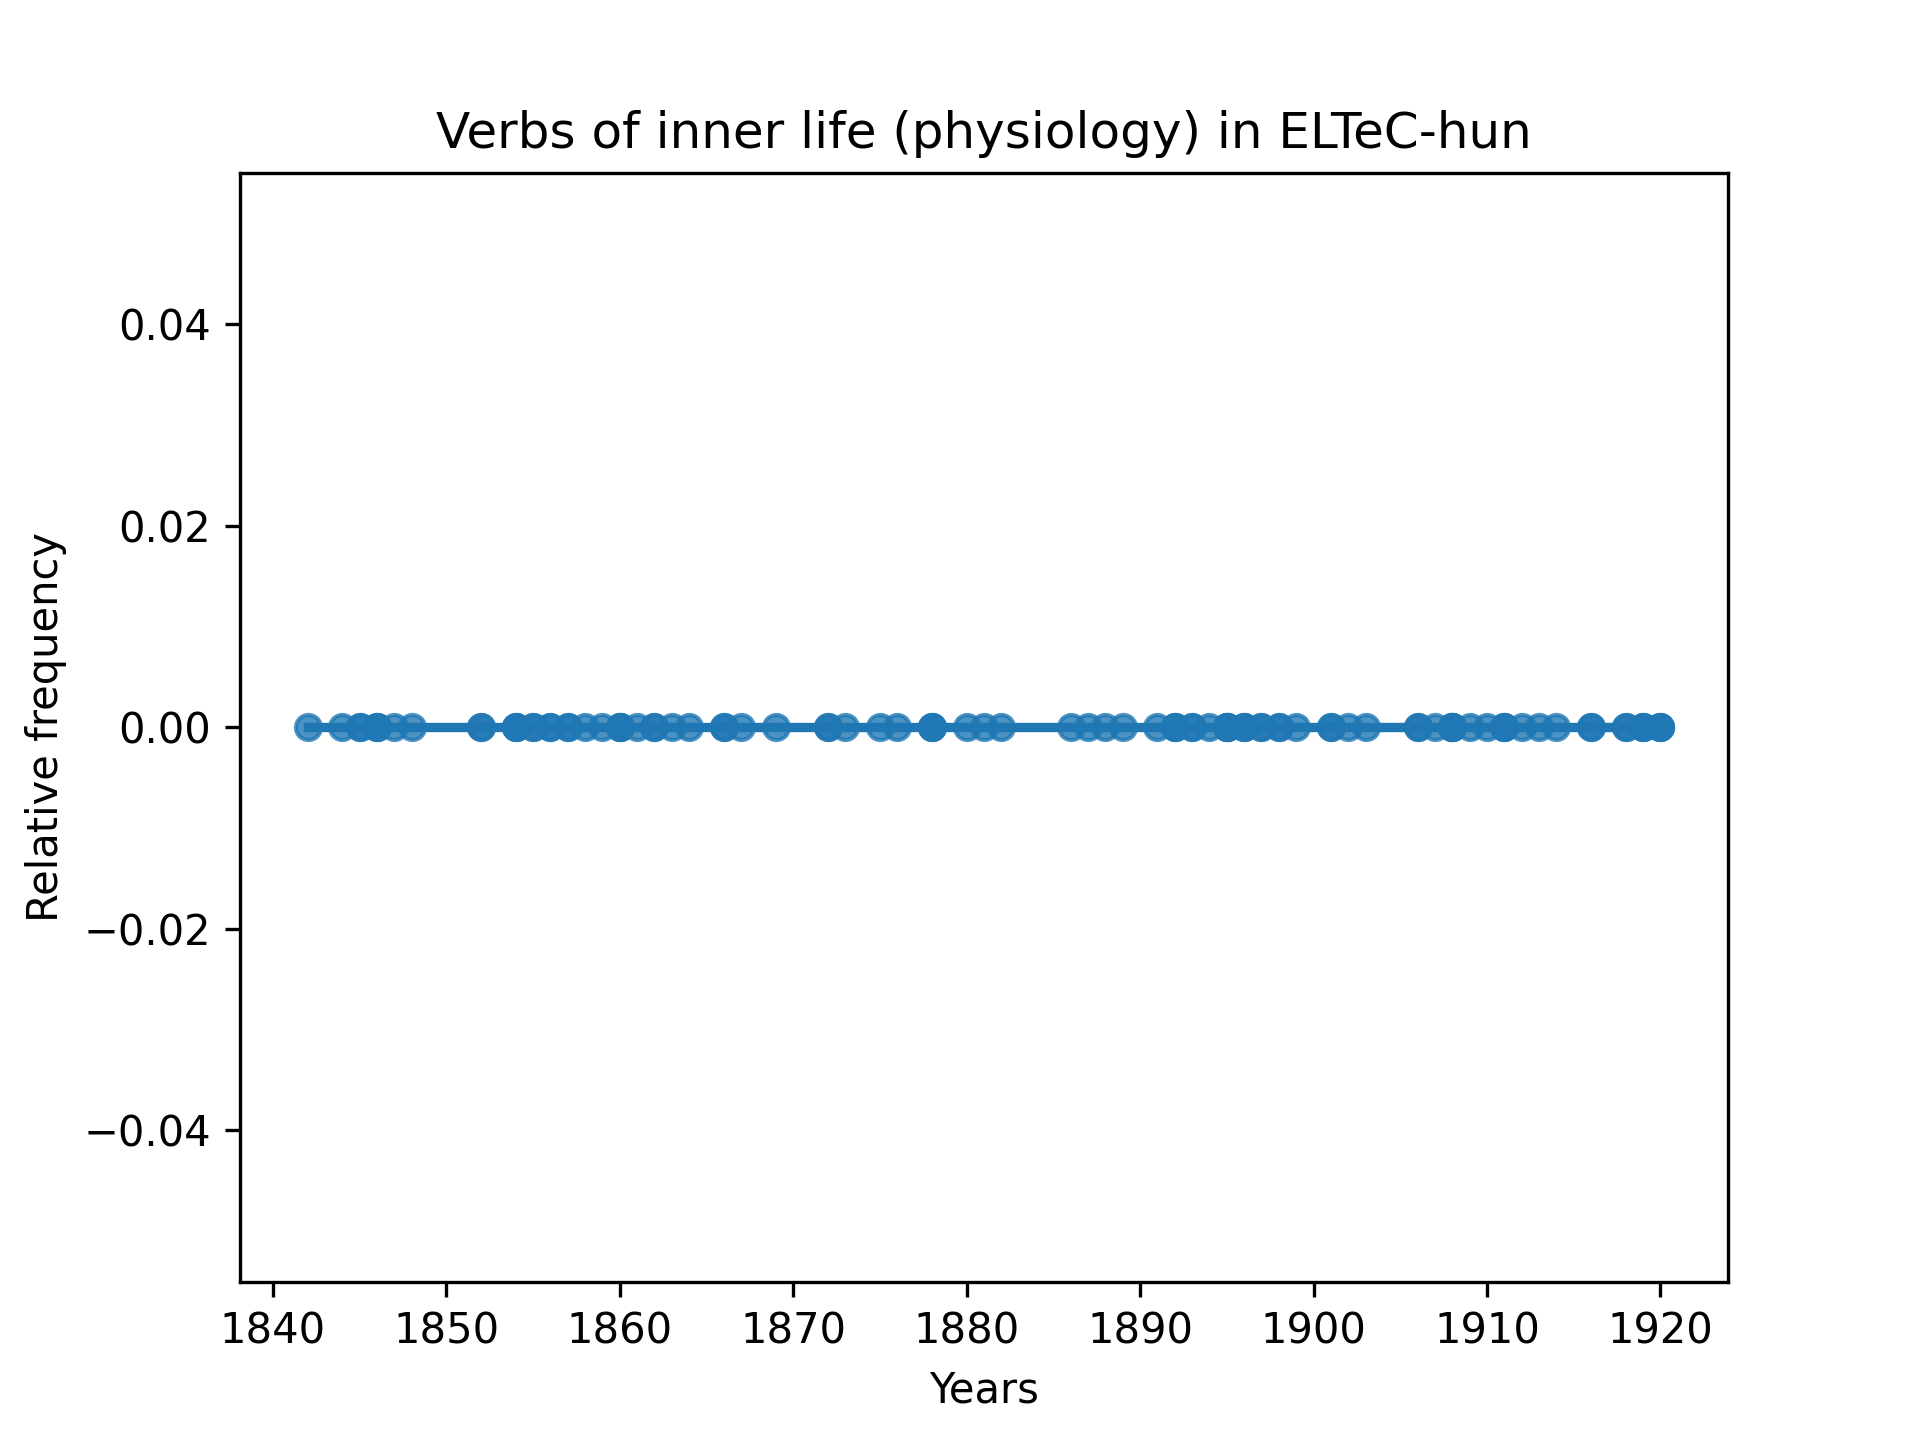 Verbs of inner life (physiology) in ELTeC-hun
0.04
0.02
0.00
−0.02
−0.04
Relative frequency
1840 1850 1860 1870 1880 1890 1900 1910 1920
Years